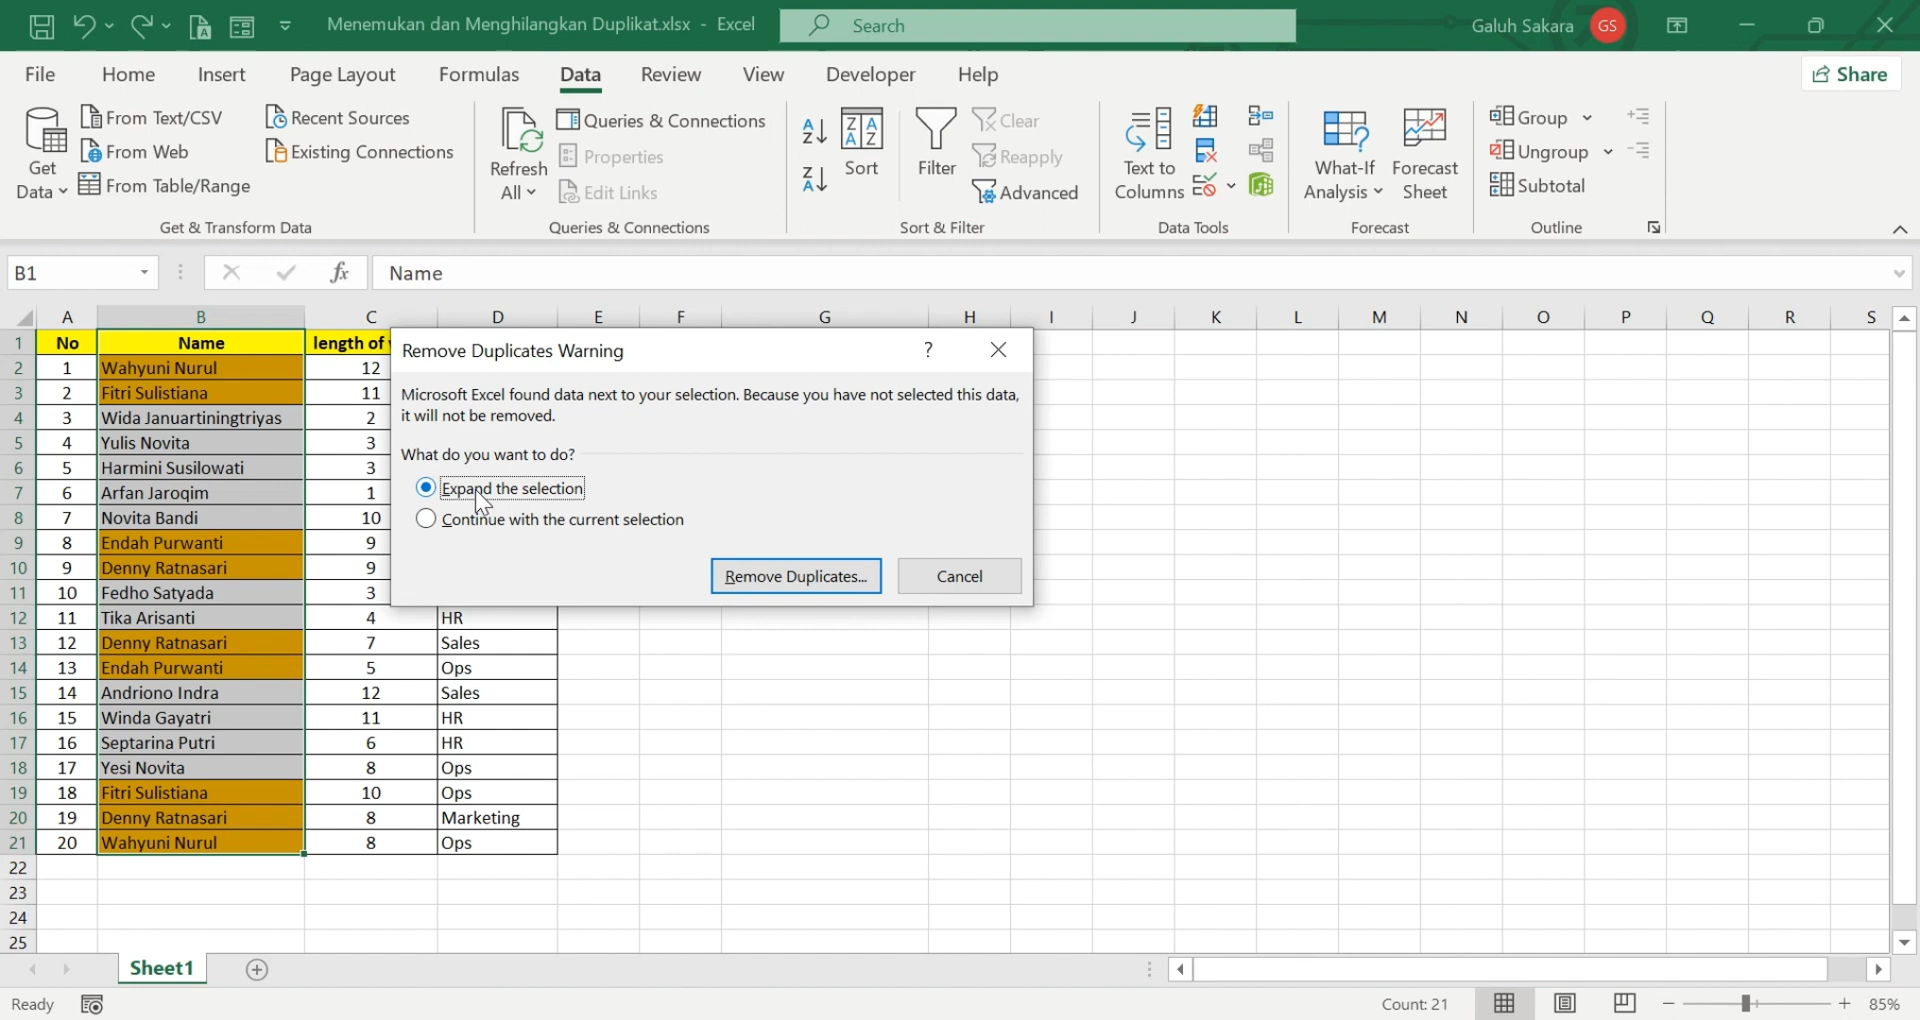 Menemukan dan Menghilangkan Duplikat.xlsx - Excel
Search
Galuh Sakara GS
File Home Insert Page Layout Formulas Data Review View Developer Help
Share
Get Data
From Text/CSV
From Web
From Table/Range
Recent Sources
Existing Connections
Get & Transform Data
Refresh All
Queries & Connections
Properties
Edit Links
Queries & Connections
Sort
Filter
Clear
Reapply
Advanced
Sort & Filter
Text to Columns
Data Tools
What-If Analysis
Forecast Sheet
Forecast
Group
Ungroup
Subtotal
Outline
B1 fx Name
A B C D E F G H I J K L M N O P Q R S
1 No Name length of
2 1 Wahyuni Nurul 12
3 2 Fitri Sulistiana 11
4 3 Wida Januartiningtriyas 2
5 4 Yulis Novita 3
6 5 Harmini Susilowati 3
7 6 Arfan Jaroqim 1
8 7 Novita Bandi 10
9 8 Endah Purwanti 9
10 9 Denny Ratnasari 9
11 10 Fedho Satyada 3
12 11 Tika Arisanti 4 HR
13 12 Denny Ratnasari 7 Sales
14 13 Endah Purwanti 5 Ops
15 14 Andriono Indra 12 Sales
16 15 Winda Gayatri 11 HR
17 16 Septarina Putri 6 HR
18 17 Yesi Novita 8 Ops
19 18 Fitri Sulistiana 10 Ops
20 19 Denny Ratnasari 8 Marketing
21 20 Wahyuni Nurul 8 Ops
22
23
24
25
Remove Duplicates Warning ?
Microsoft Excel found data next to your selection. Because you have not selected this data,
it will not be removed.
What do you want to do?
Expand the selection
Continue with the current selection
Remove Duplicates...
Cancel
Sheet1
Ready
Count: 21
85%